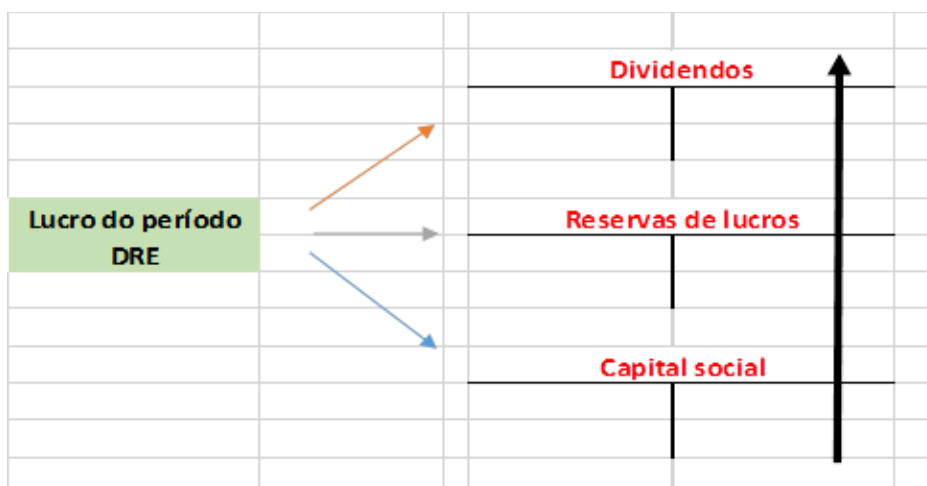 Dividendos
Lucro do período
DRE
Reservas de lucros
Capital social